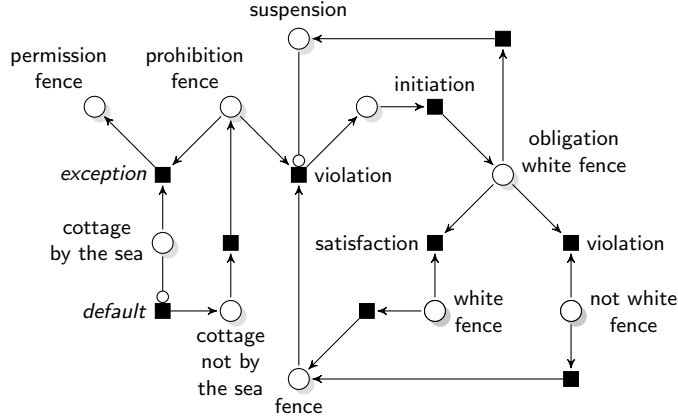 suspension
permission
fence
prohibition
fence
initiation
obligation
white fence
exception
violation
cottage
by the sea
satisfaction
violation
default
cottage
not by
the sea
white
fence
not white
fence
fence